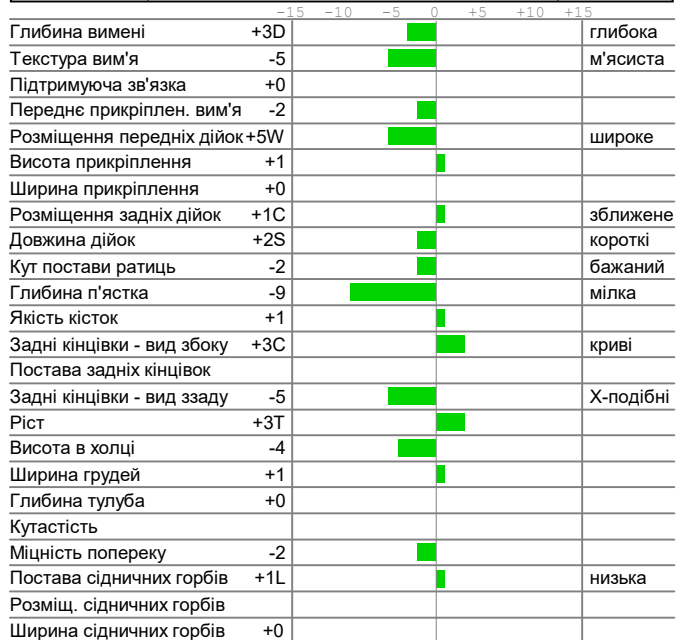 -15 -10 -5 0 +5 +10 +15
Глибина вимені +3D глибока
Текстура вим'я -5 м'ясиста
Підтримуюча зв'язка +0
Переднє прикріплен. вим'я -2
Розміщення передніх дійок +5W широке
Висота прикріплення +1
Ширина прикріплення +0
Розміщення задніх дійок +1C зближене
Довжина дійок +2S короткі
Кут постави ратиць -2 бажаний
Глибина п'ястка -9 мілка
Якість кісток +1
Задні кінцівки - вид збоку +3C криві
Постава задніх кінцівок
Задні кінцівки - вид ззаду -5 Х-подібні
Ріст +3T
Висота в холці -4
Ширина грудей +1
Глибина тулуба +0
Кутастість
Міцність попереку -2
Постава сідничних горбів +1L низька
Розміщ. сідничних горбів
Ширина сідничних горбів +0